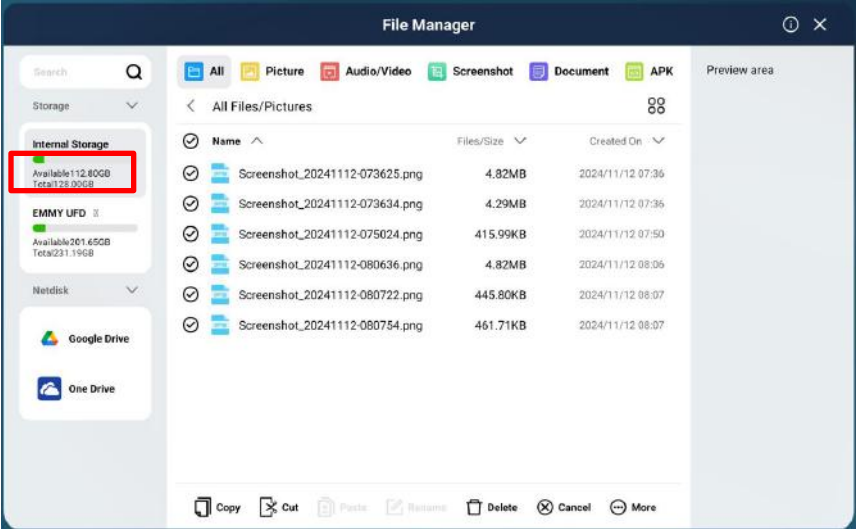 File Manager
Search
Storage
Internal Storage
Available112.80GB
Total128.00GB
EMMY UFD
Available201.65GB
Total231.19GB
Netdisk
Google Drive
One Drive
All Picture Audio/Video Screenshot Document APK
All Files/Pictures
Name Files/Size Created On
Screenshot_20241112-073625.png 4.82MB 2024/11/12 07:36
Screenshot_20241112-073634.png 4.29MB 2024/11/12 07:36
Screenshot_20241112-075024.png 415.99KB 2024/11/12 07:50
Screenshot_20241112-080636.png 4.82MB 2024/11/12 08:06
Screenshot_20241112-080722.png 445.80KB 2024/11/12 08:07
Screenshot_20241112-080754.png 461.71KB 2024/11/12 08:07
Copy Cut Paste Rename Delete Cancel More
Preview area